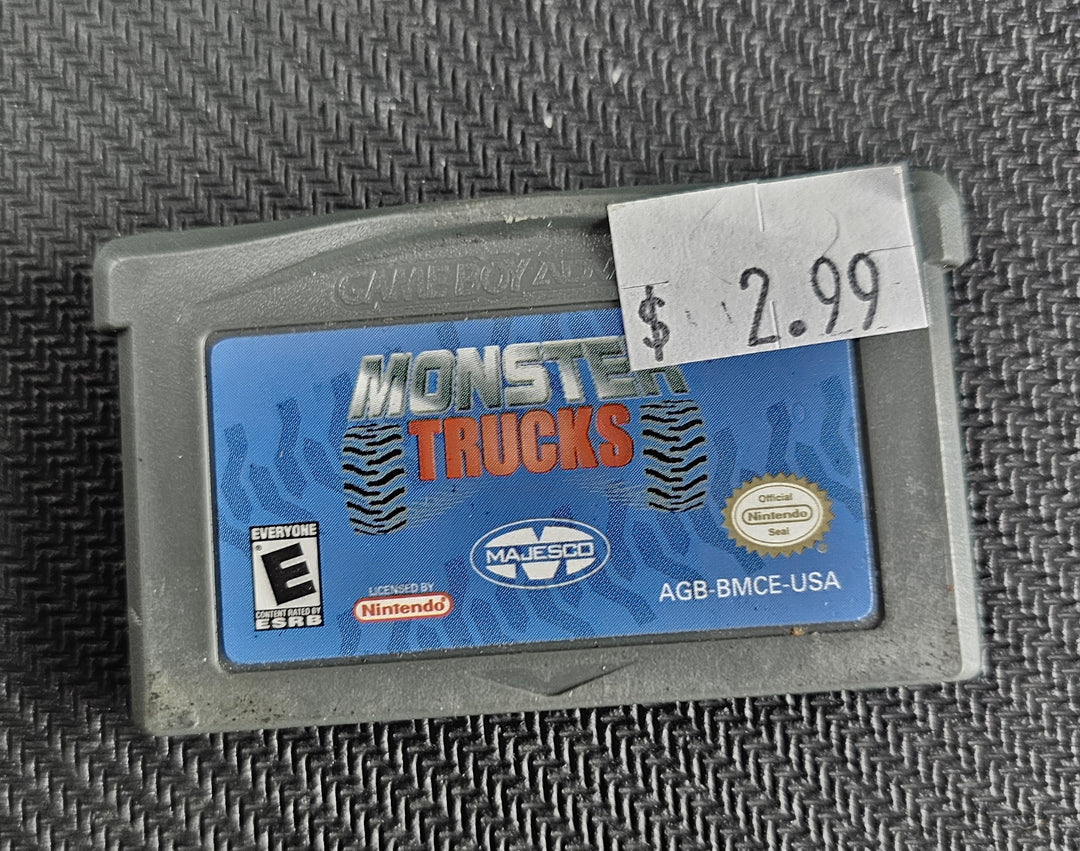 $ 2.99
GAME BOY ADVA
MONSTER
TRUCKS
EVERYONE
E
CONTENT RATED BY
ESRB
LICENSED BY
Nintendo®
MAJESCO
Official
Nintendo
Seal
AGB-BMCE-USA